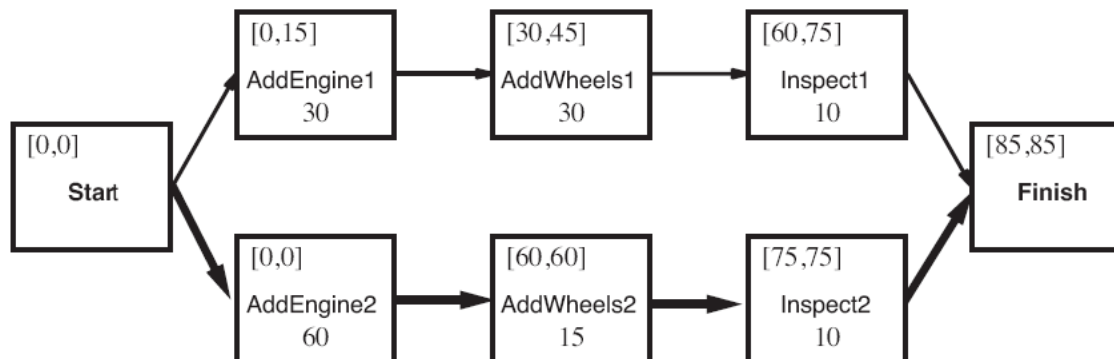 [0,15]
AddEngine1
30
[30,45]
AddWheels1
30
[60,75]
Inspect1
10
[0,0]
Start
[85,85]
Finish
[0,0]
AddEngine2
60
[60,60]
AddWheels2
15
[75,75]
Inspect2
10